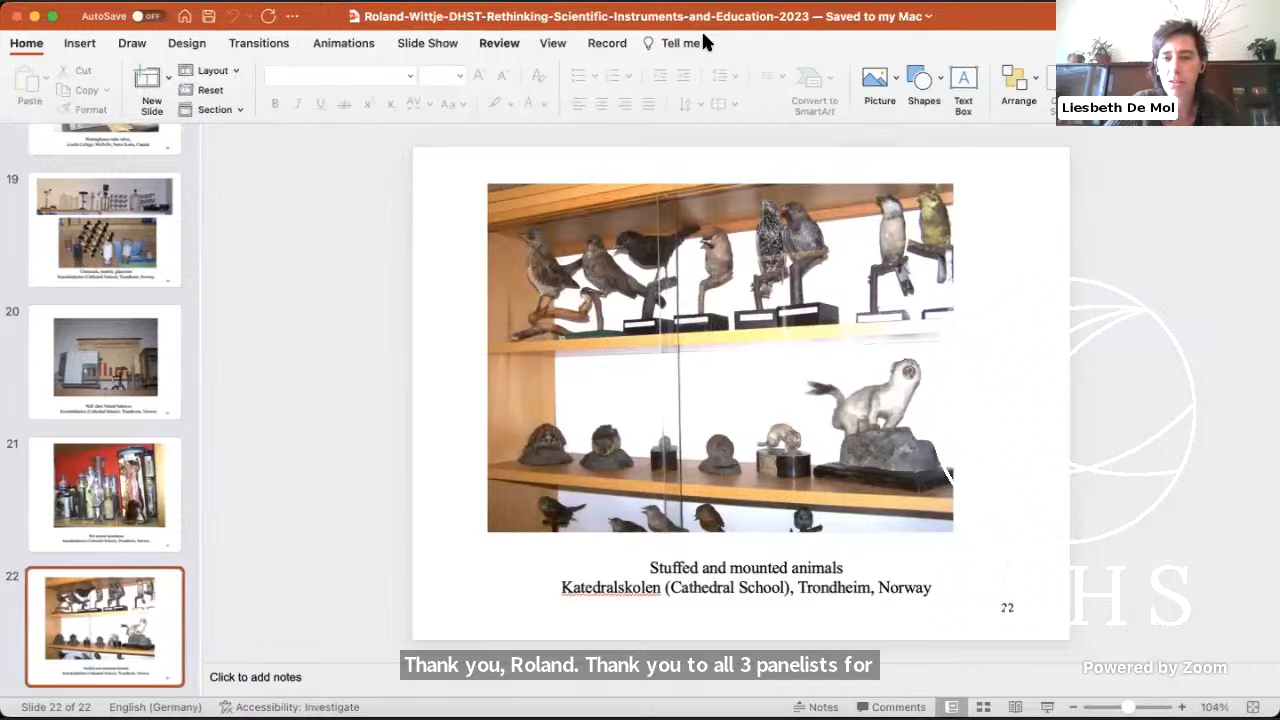 AutoSave OFF
Roland-Wittje-DHST-Rethinking-Scientific-Instruments-and-Education-2023 — Saved to my Mac
Home Insert Draw Design Transitions Animations Slide Show Review View Record Tell me
Paste
Cut
Copy
Format
New
Slide
Layout
Reset
Section
Convert to
SmartArt
Picture
Shapes
Text
Box
Arrange
Liesbeth De Mol
19
20
21
22
Stuffed and mounted animals
Katedralskolen (Cathedral School), Trondheim, Norway
22
HS
Thank you, Roland. Thank you to all 3 panelists for
Powered by Zoom
Click to add notes
Slide 22 of 22 English (Germany) Accessibility: Investigate Notes Comments 104%